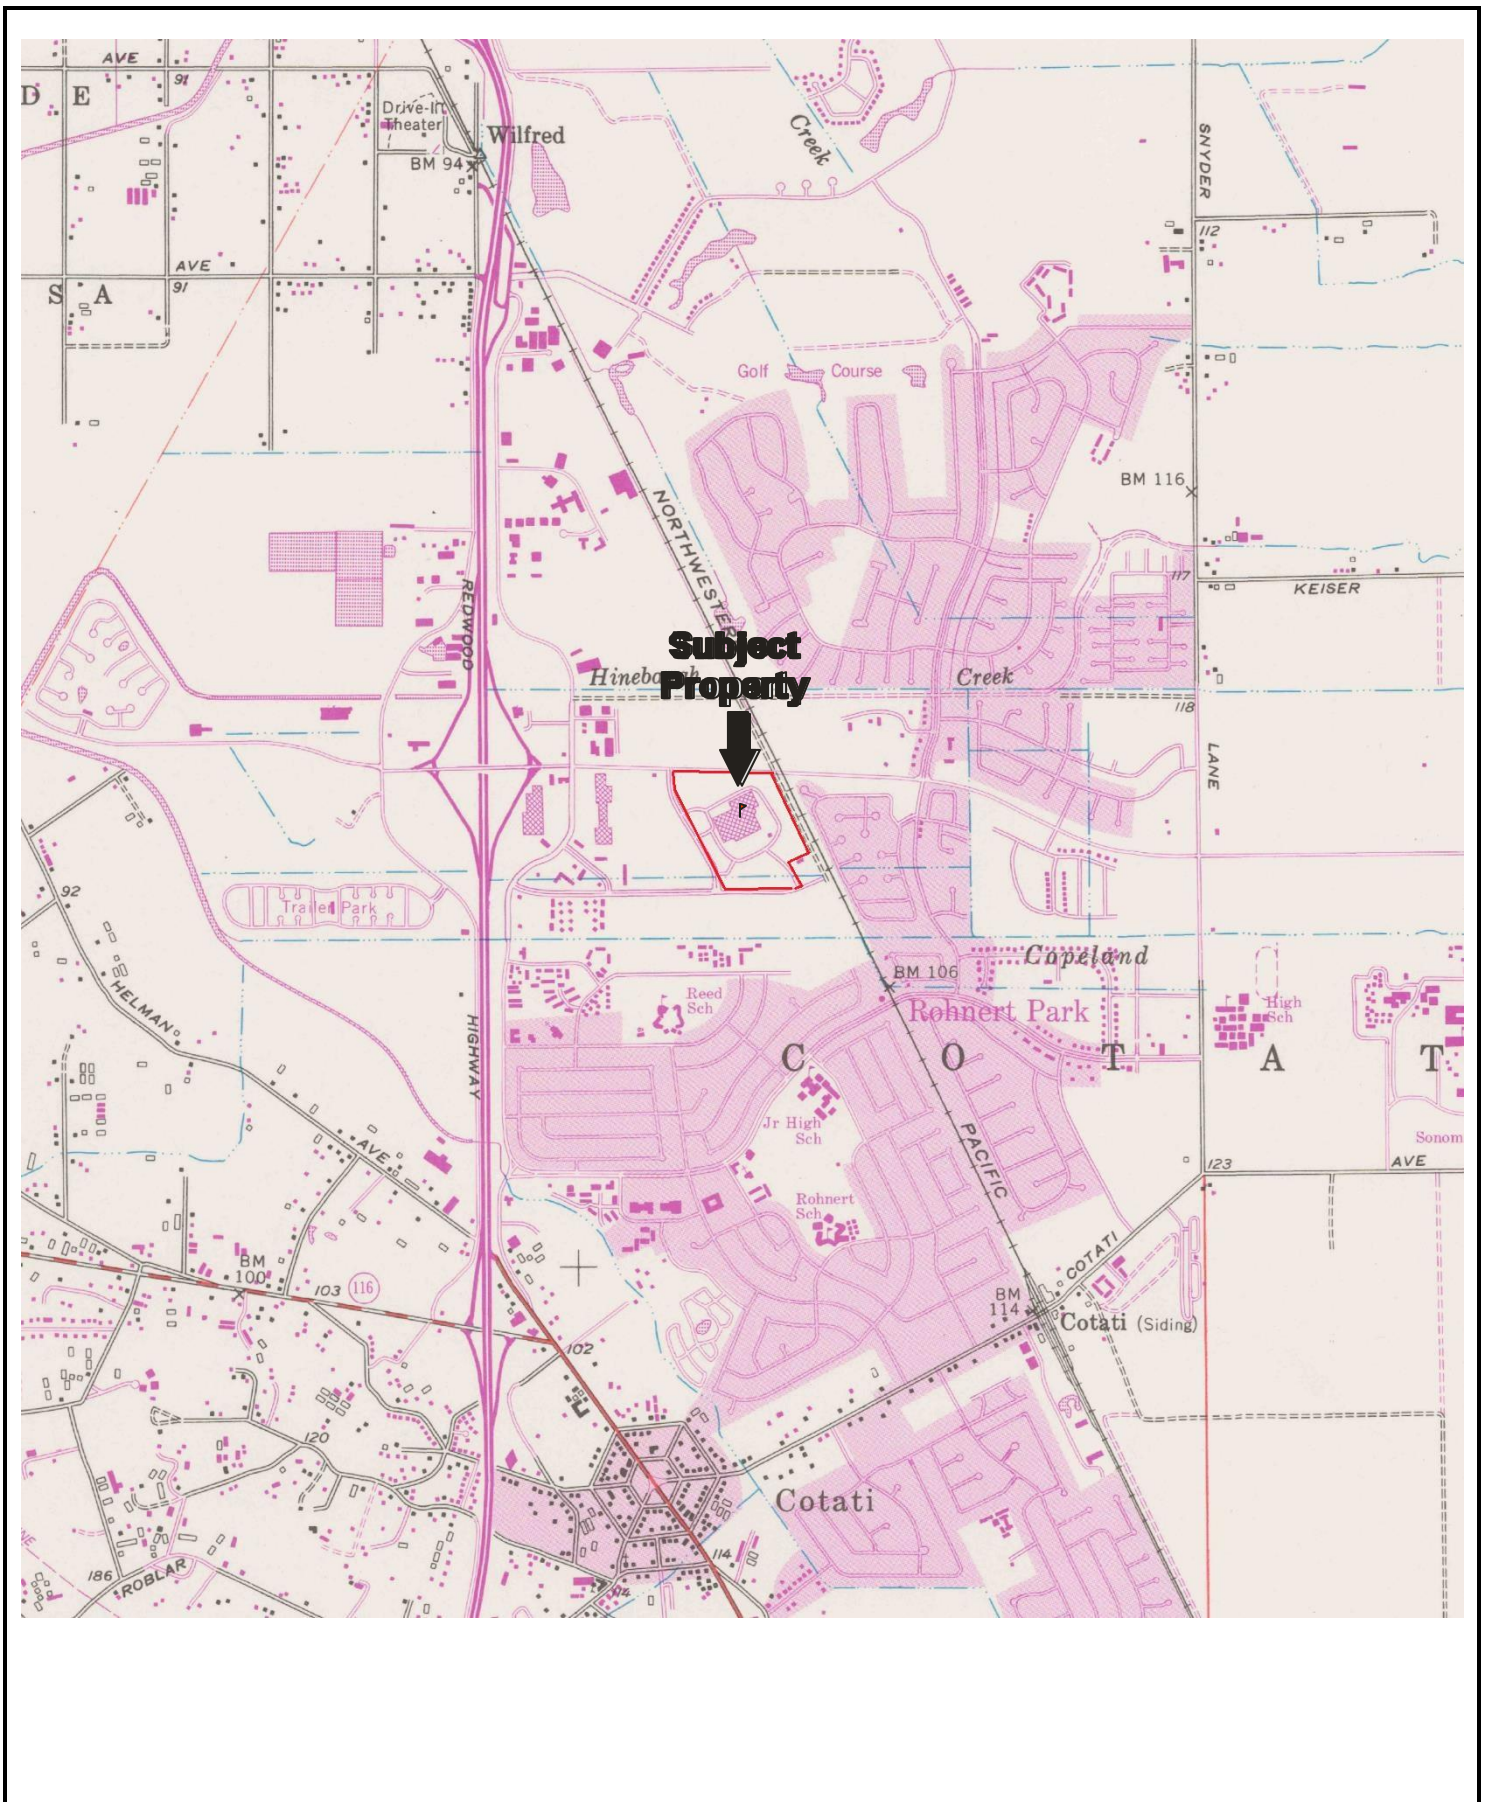 AVE
91
D E
Drive-In
Theater
Wilfred
BM 94
Creek
SNYDER
112
AVE
91
S A
Golf Course
BM 116
NORTHWESTERN
REDWOOD
117
KEISER
Subject
Property
Creek
118
LANE
92
Trailer Park
Copeland
BM 106
Rohnert Park
HELMAN
Reed
Sch
High
Sch
HIGHWAY
C O T A T
Jr High
Sch
PACIFIC
Sonom
AVE
123
AVE
Rohnert
Sch
COTATI
BM
100
103
116
BM
114
Cotati (Siding)
102
120
Cotati
114
186
ROBLAR